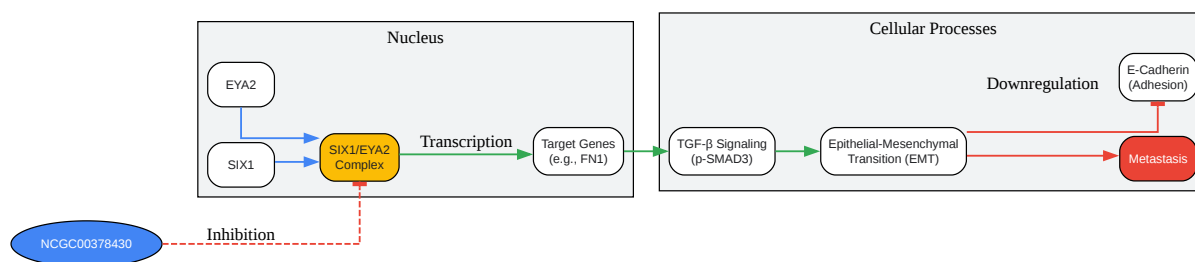 Nucleus
Cellular Processes
EYA2
SIX1
SIX1/EYA2
Complex
Transcription
Target Genes
(e.g., FN1)
TGF-β Signaling
(p-SMAD3)
Epithelial-Mesenchymal
Transition (EMT)
Downregulation
E-Cadherin
(Adhesion)
Metastasis
NCGC00378430
Inhibition